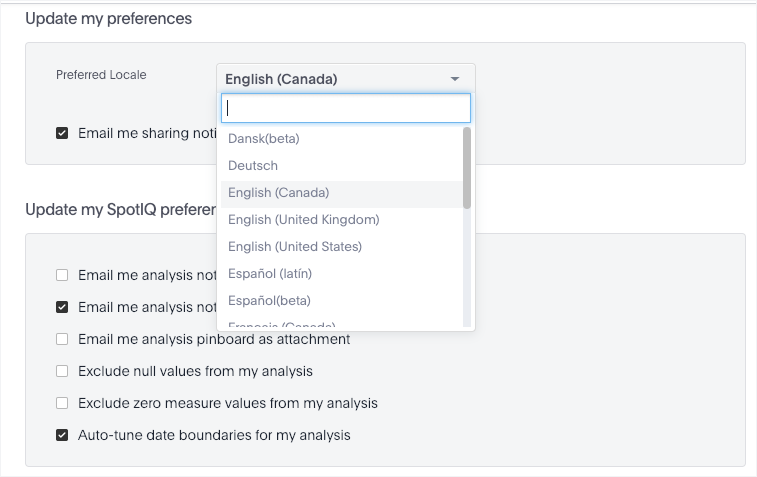 Update my preferences
Preferred Locale
English (Canada)
Email me sharing noti
Dansk(beta)
Deutsch
English (Canada)
English (United Kingdom)
English (United States)
Español (latín)
Español(beta)
Français (Canada)
Update my SpotIQ prefere
Email me analysis not
Email me analysis not
Email me analysis pinboard as attachment
Exclude null values from my analysis
Exclude zero measure values from my analysis
Auto-tune date boundaries for my analysis